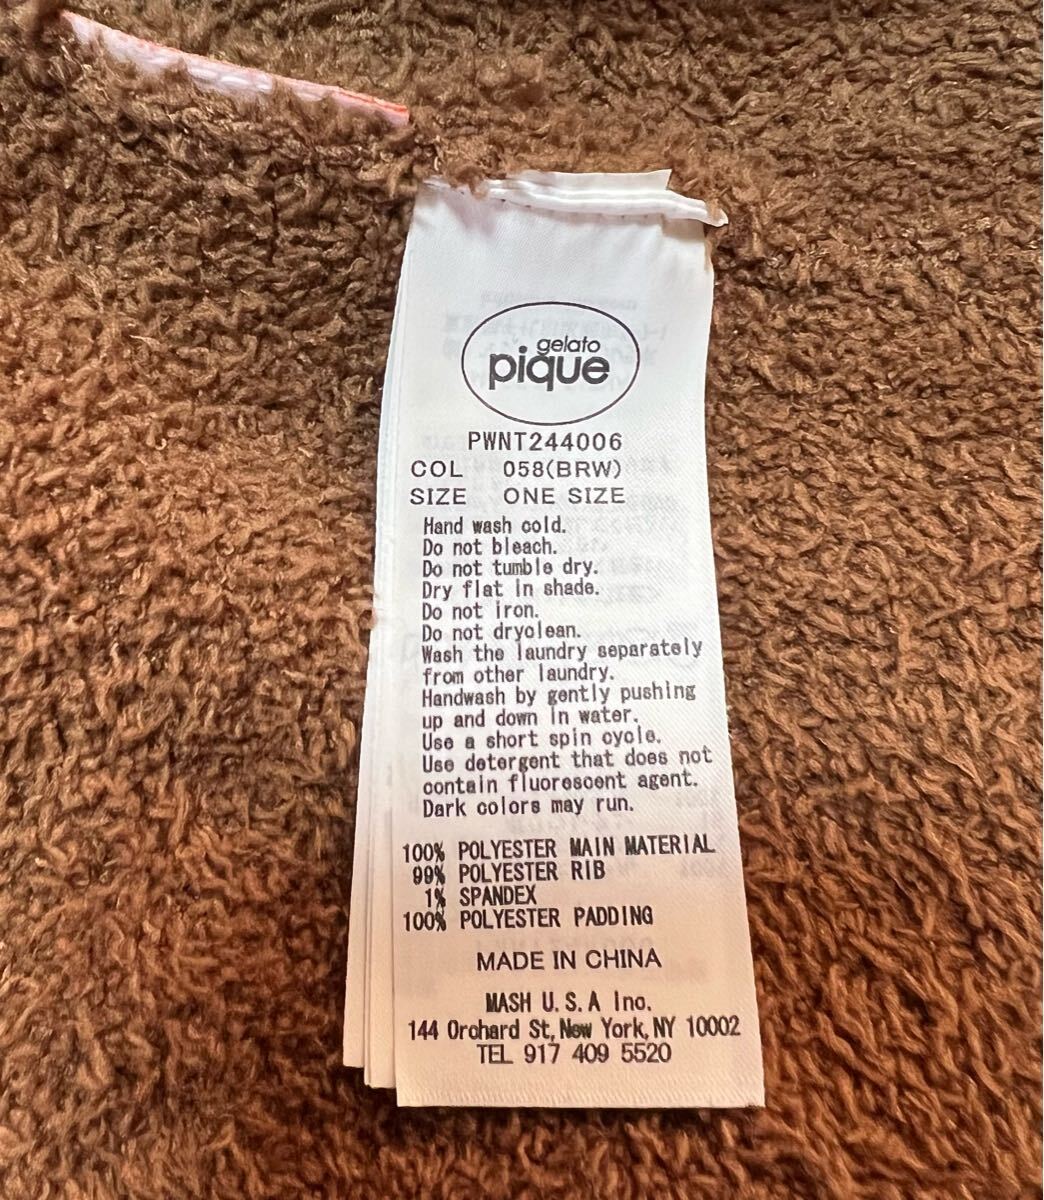 gelato
pique
PWNT244006
COL 058(BRW)
SIZE ONE SIZE
Hand wash cold.
Do not bleach.
Do not tumble dry.
Dry flat in shade.
Do not iron.
Do not dryclean.
Wash the laundry separately
from other laundry.
Handwash by gently pushing
up and down in water.
Use a short spin cycle.
Use detergent that does not
contain fluorescent agent.
Dark colors may run.
100% POLYESTER MAIN MATERIAL
99% POLYESTER RIB
1% SPANDEX
100% POLYESTER PADDING
MADE IN CHINA
MASH U.S.A Inc.
144 Orchard St, New York, NY 10002
TEL 917 409 5520